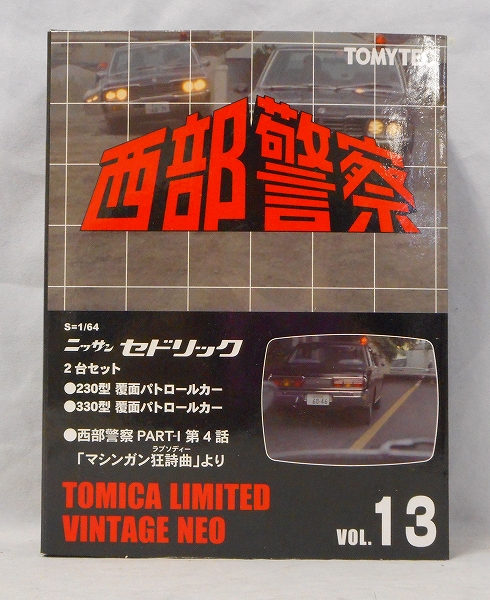 TOMYTEC
西部警察
S=1/64
ニッサン セドリック
2台セット
●230型 覆面パトロールカー
●330型 覆面パトロールカー
●西部警察 PART-I 第4話
ラプソディー
「マシンガン狂詩曲」より
TOMICA LIMITED
VINTAGE NEO
VOL. 13